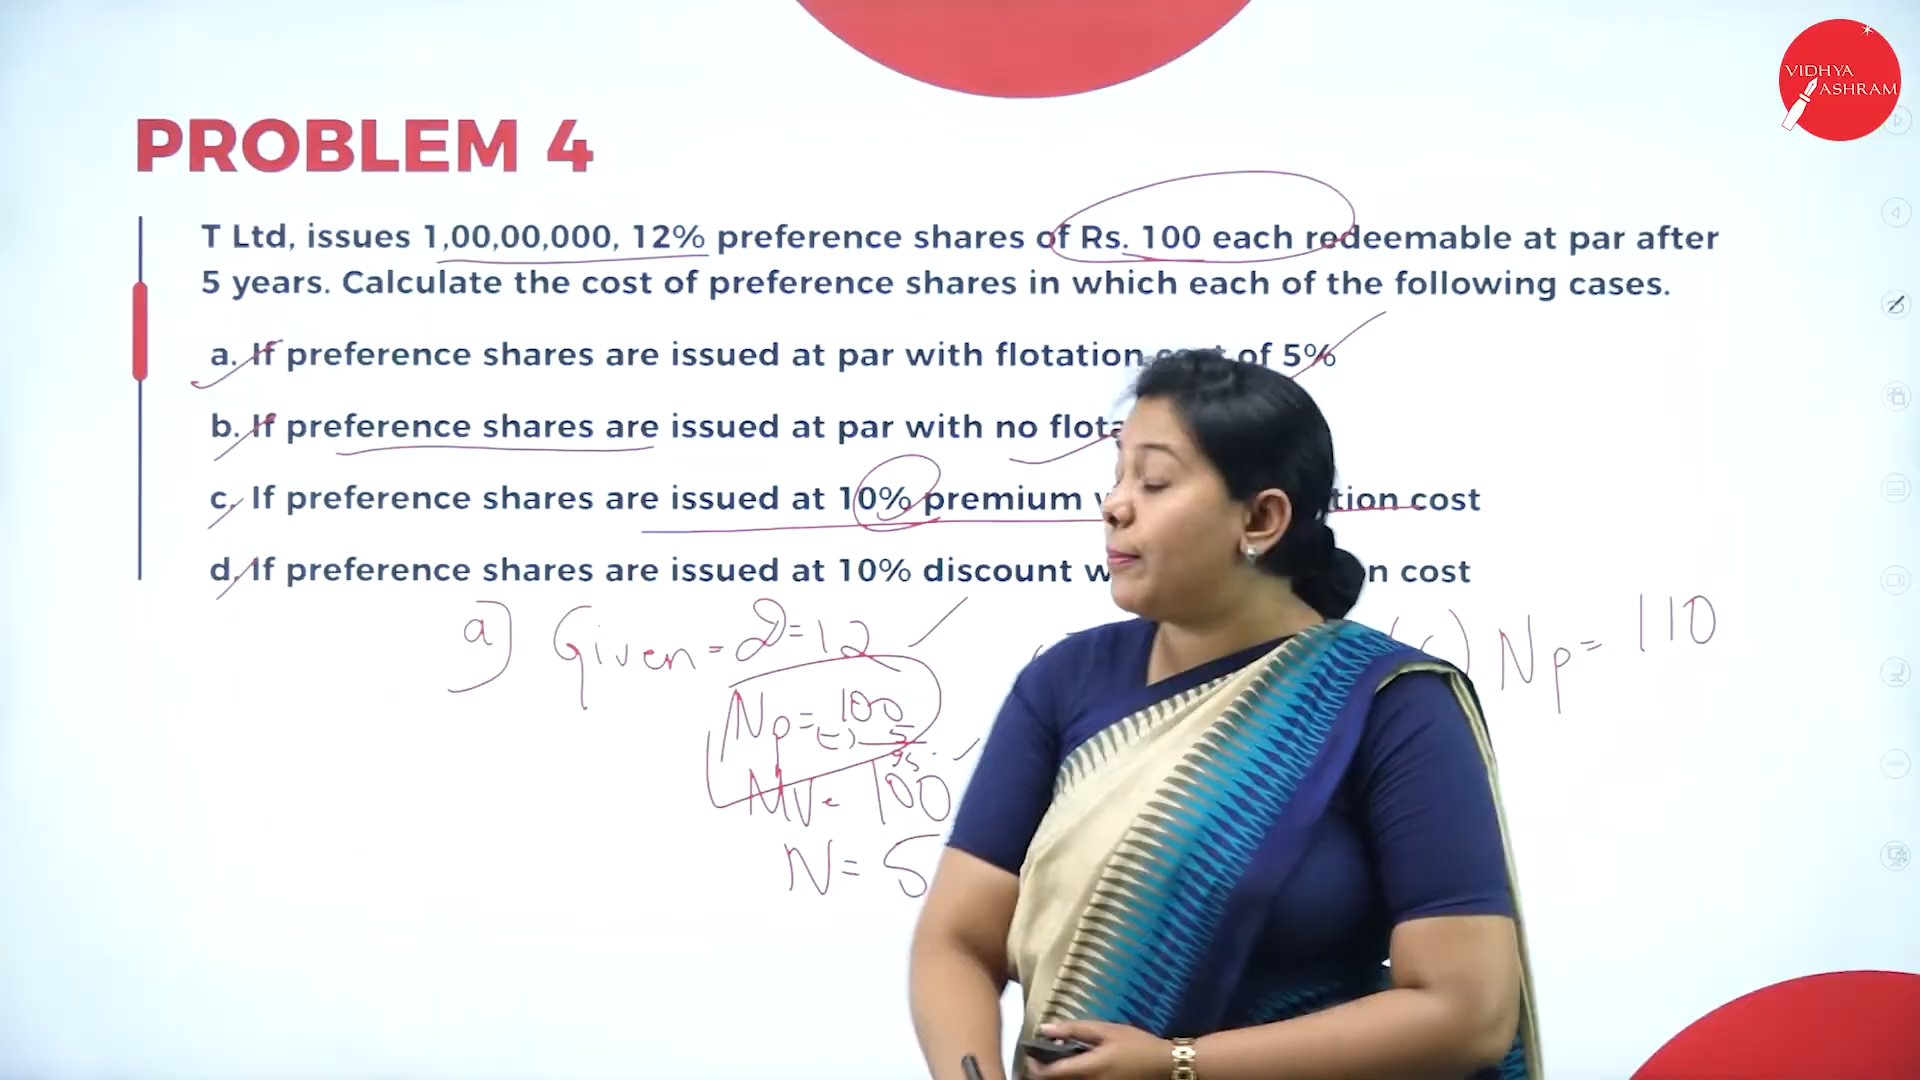 VIDHYA
ASHRAM
PROBLEM 4
T Ltd, issues 1,00,00,000, 12% preference shares of Rs. 100 each redeemable at par after
5 years. Calculate the cost of preference shares in which each of the following cases.
a. If preference shares are issued at par with flotation of 5%
b. If preference shares are issued at par with no
c. If preference shares are issued at 10% premium cost
d. If preference shares are issued at 10% discount cost
a) Given = D = 12
Np = 100
(-) 5
95
MV = 100
N = 5
(c) Np = 110